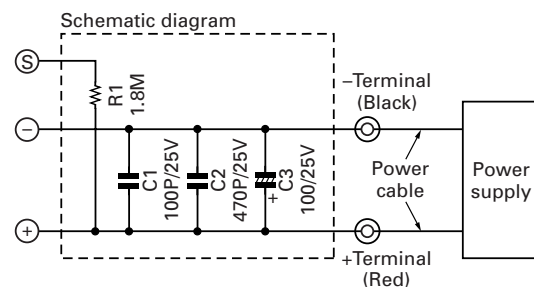 Schematic diagram
S
R1
1.8M
−Terminal
(Black)
−
C1
100P/25V
C2
470P/25V
+
C3
100/25V
Power
cable
Power
supply
+
+Terminal
(Red)